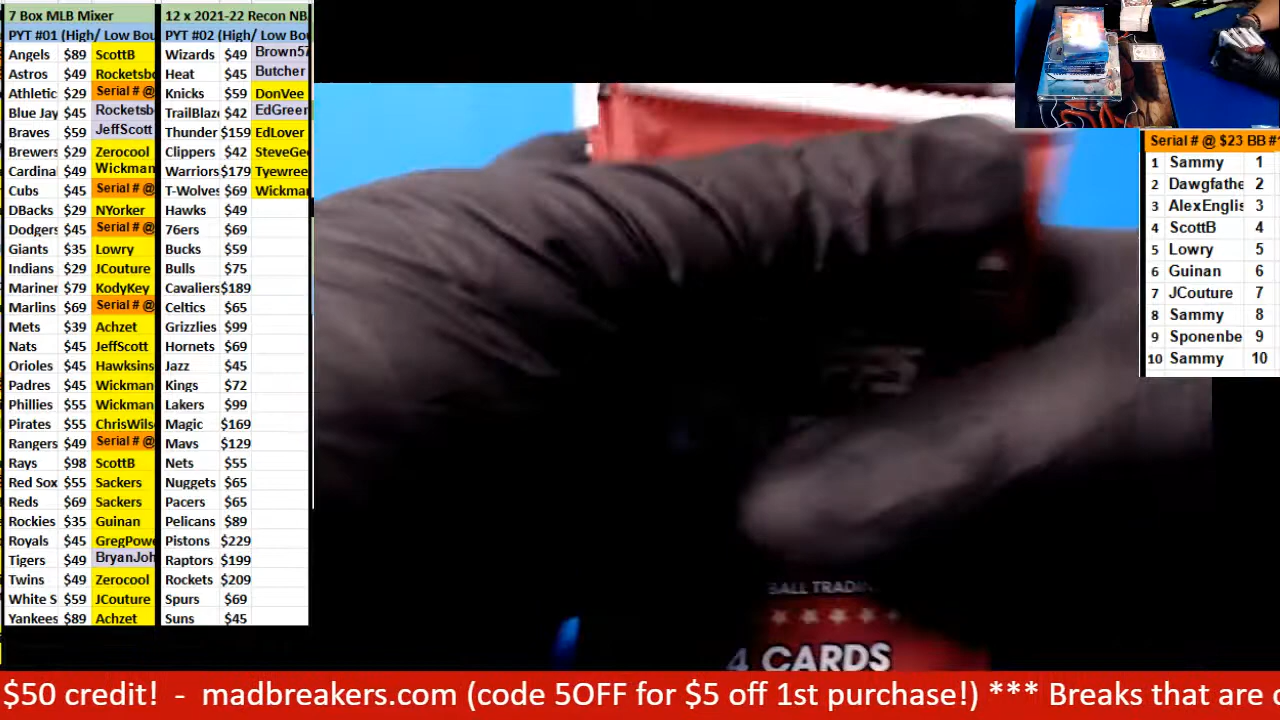 7 Box MLB Mixer
PYT #01 (High/ Low Bou
Angels $89 ScottB
Astros $49 Rocketsbo
Athletic $29 Serial # @
Blue Jay $45 Rocketsb
Braves $59 JeffScott
Brewers $29 Zerocool
Cardina $49 Wickman
Cubs $45 Serial # @
DBacks $29 NYorker
Dodgers $45 Serial # @
Giants $35 Lowry
Indians $29 JCouture
Mariner $79 KodyKey
Marlins $69 Serial # @
Mets $39 Achzet
Nats $45 JeffScott
Orioles $45 Hawksins
Padres $45 Wickman
Phillies $55 Wickman
Pirates $55 ChrisWils
Rangers $49 Serial # @
Rays $98 ScottB
Red Sox $55 Sackers
Reds $69 Sackers
Rockies $35 Guinan
Royals $45 GregPow
Tigers $49 BryanJoh
Twins $49 Zerocool
White S $59 JCouture
Yankees $89 Achzet
12 x 2021-22 Recon NB
PYT #02 (High/ Low Bou
Wizards $49 Brown57
Heat $45 Butcher
Knicks $59 DonVee
TrailBlaz $42 EdGreen
Thunder $159 EdLover
Clippers $42 SteveGe
Warriors $179 Tyewree
T-Wolves $69 Wickma
Hawks $49
76ers $69
Bucks $59
Bulls $75
Cavaliers $189
Celtics $65
Grizzlies $99
Hornets $69
Jazz $45
Kings $72
Lakers $99
Magic $169
Mavs $129
Nets $55
Nuggets $65
Pacers $65
Pelicans $89
Pistons $229
Raptors $199
Rockets $209
Spurs $69
Suns $45
BALL TRADIN
4 CARDS
Serial # @ $23 BB #
1 Sammy 1
2 Dawgfathe 2
3 AlexEnglis 3
4 ScottB 4
5 Lowry 5
6 Guinan 6
7 JCouture 7
8 Sammy 8
9 Sponenbe 9
10 Sammy 10
$50 credit! - madbreakers.com (code 5OFF for $5 off 1st purchase!) *** Breaks that are